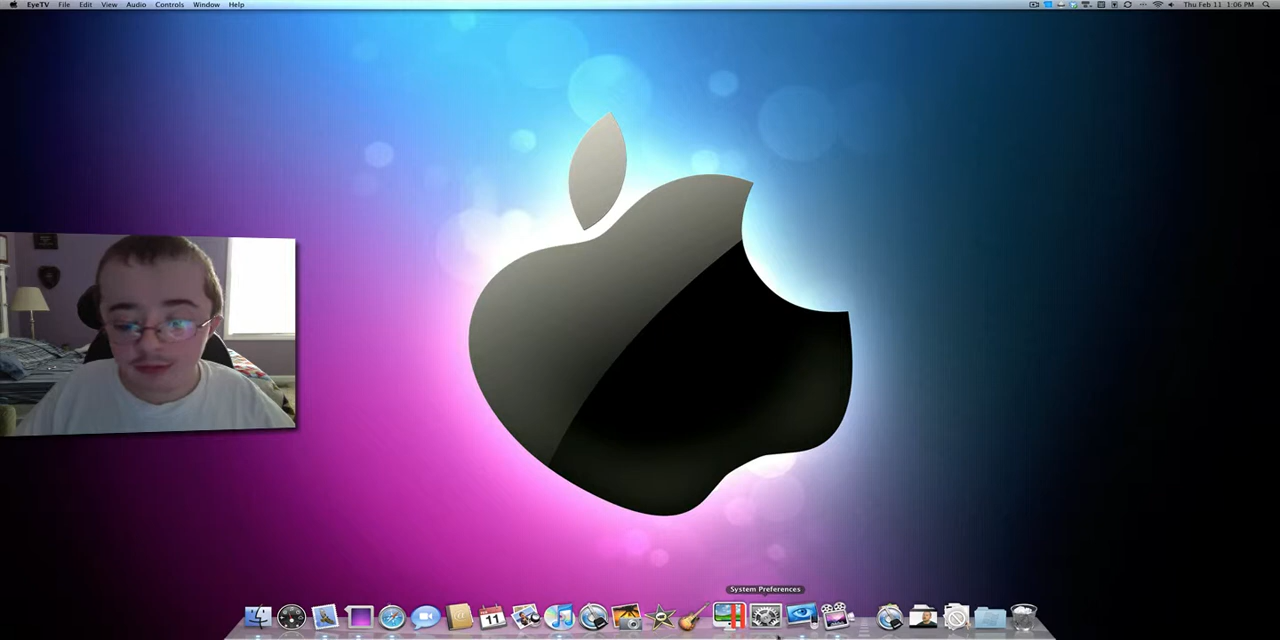 EyeTV File Edit View Audio Controls Window Help Thu Feb 11 1:06 PM
System Preferences
11